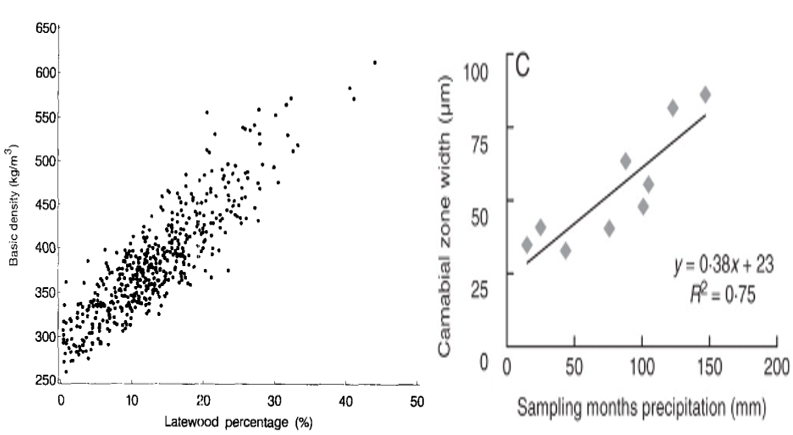 650
600
550
500
450
400
350
300
250
Basic density (kg/m³)
0 10 20 30 40 50
Latewood percentage (%)
C
100
75
50
25
0
Camabial zone width (µm)
y = 0·38x + 23
R² = 0·75
0 50 100 150 200
Sampling months precipitation (mm)